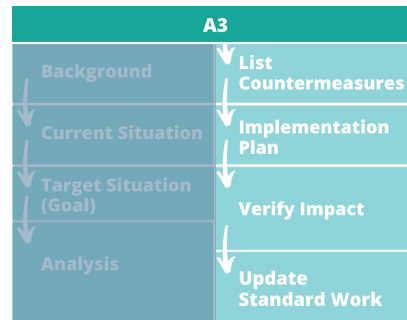 A3
Background
Current Situation
Target Situation
(Goal)
Analysis
List
Countermeasures
Implementation
Plan
Verify Impact
Update
Standard Work